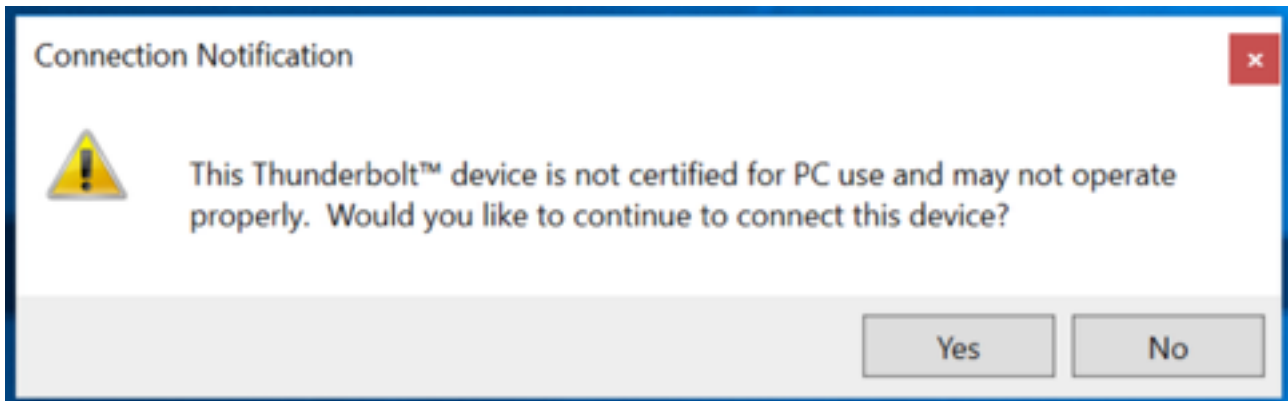 Connection Notification
This Thunderbolt™ device is not certified for PC use and may not operate
properly.  Would you like to continue to connect this device?
Yes
No